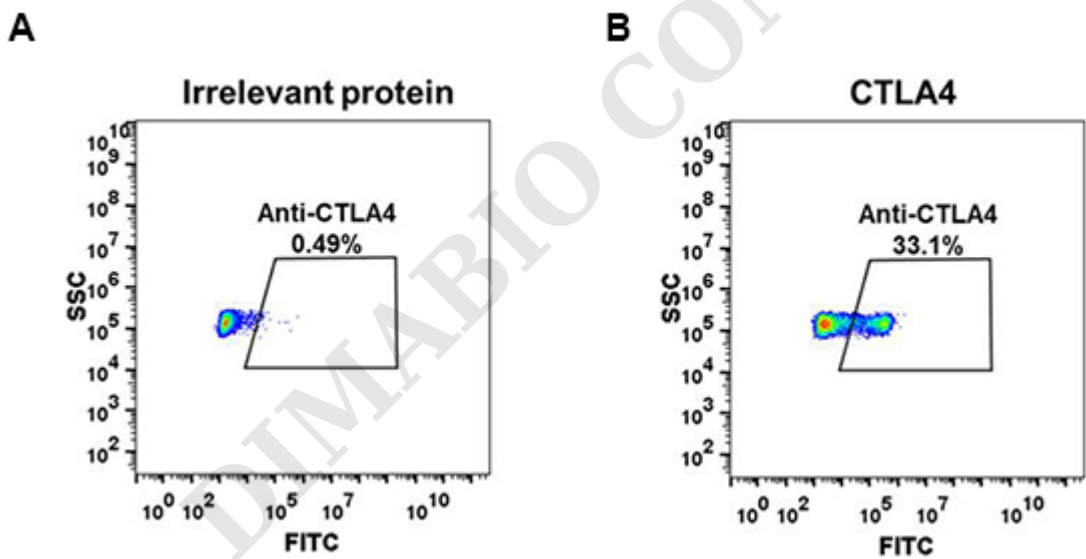 A
B
Irrelevant protein
CTLA4
Anti-CTLA4
0.49%
Anti-CTLA4
33.1%
SSC
10^10
10^9
10^8
10^7
10^6
10^5
10^4
10^3
10^2
10^0 10^2 10^5 10^7 10^10
FITC
SSC
10^10
10^9
10^8
10^7
10^6
10^5
10^4
10^3
10^2
10^0 10^2 10^5 10^7 10^10
FITC
DIMABIO CON